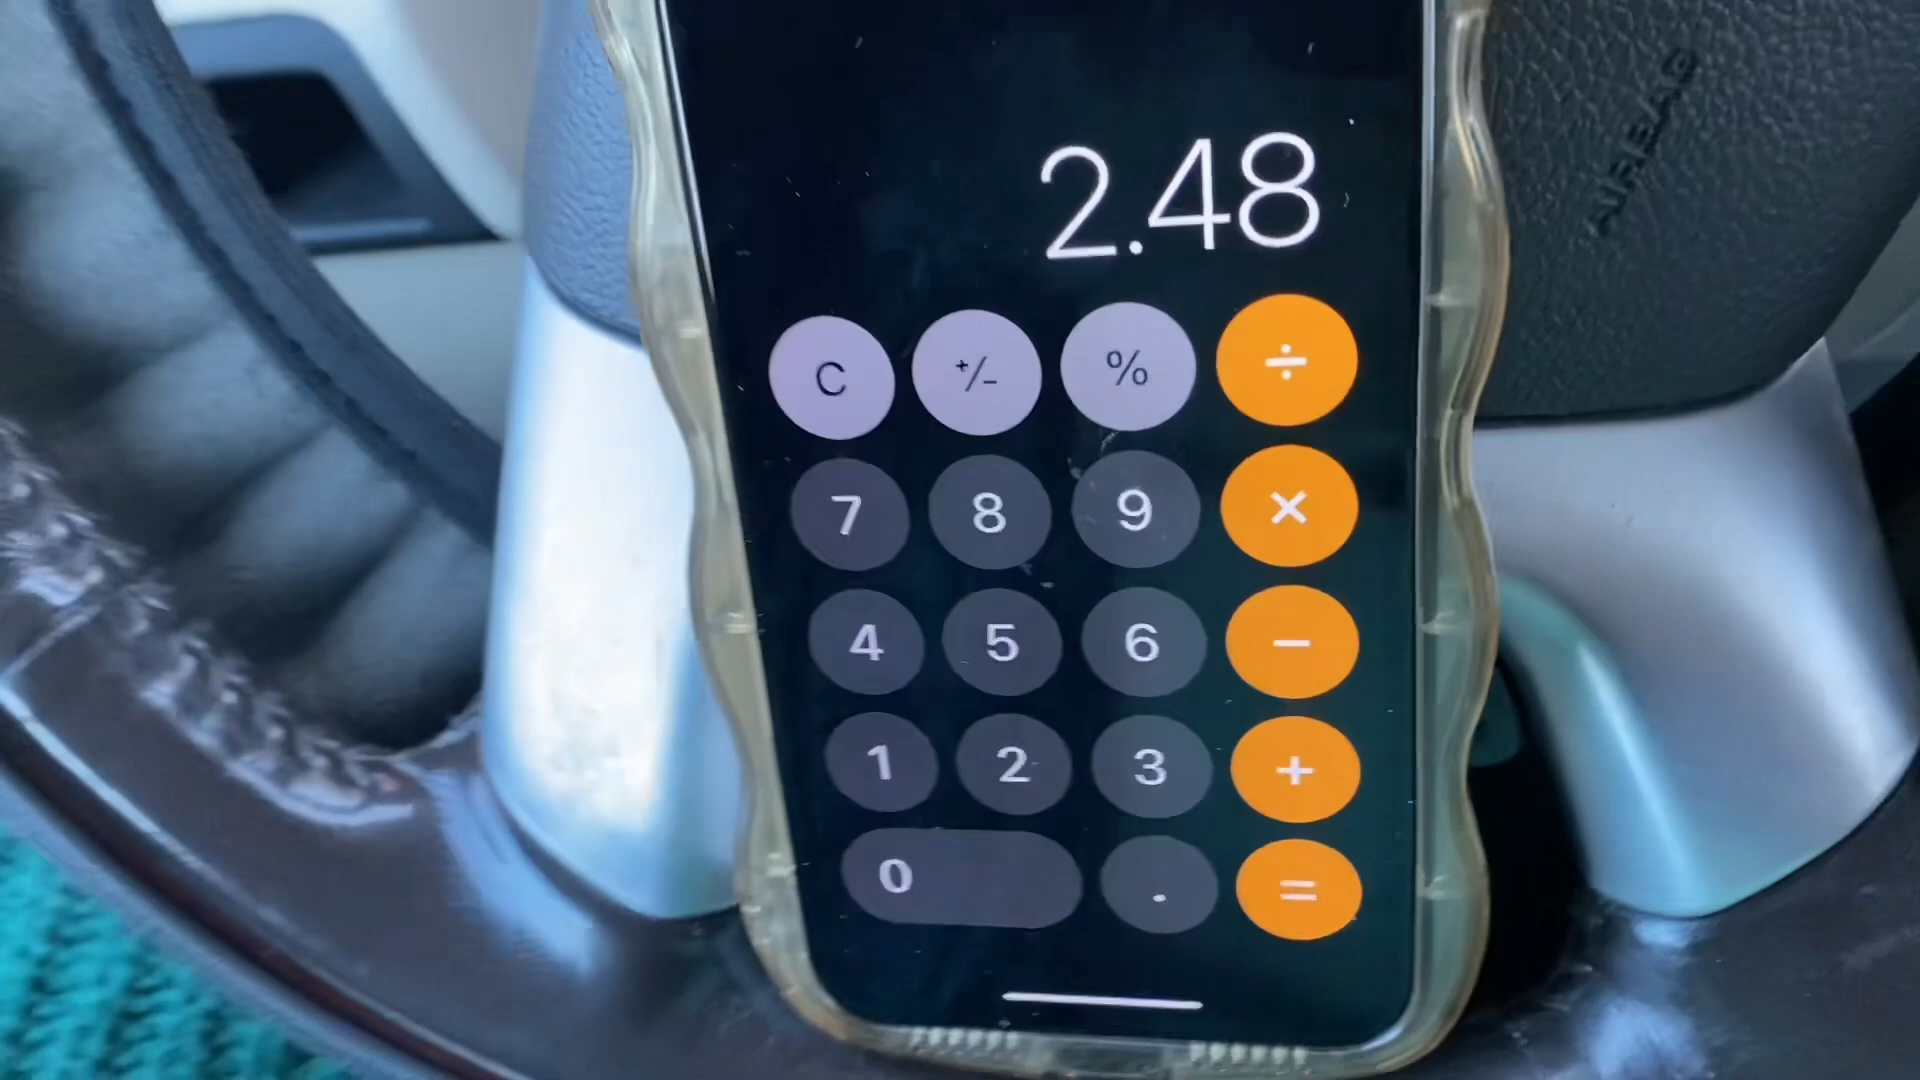 2.48
C +/- % ÷
7 8 9 ×
4 5 6 −
1 2 3 +
0 . =